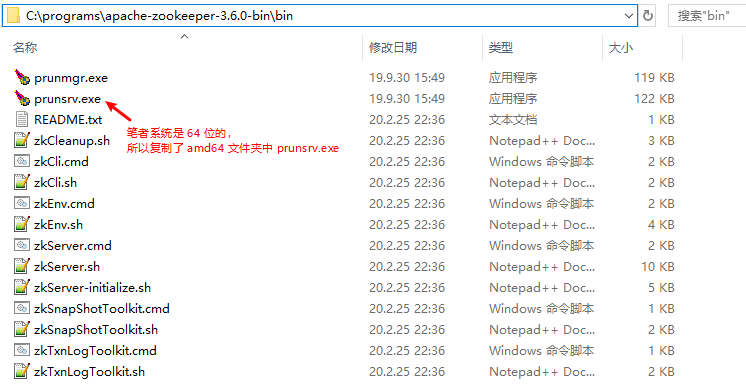 C:\programs\apache-zookeeper-3.6.0-bin\bin
搜索"bin"
名称 修改日期 类型 大小
prunmgr.exe 19.9.30 15:49 应用程序 119 KB
prunsrv.exe 19.9.30 15:49 应用程序 122 KB
README.txt 20.2.25 22:36 文本文档 1 KB
笔者系统是 64 位的，
所以复制了 amd64 文件夹中 prunsrv.exe
zkCleanup.sh 20.2.25 22:36 Notepad++ Doc... 3 KB
zkCli.cmd 20.2.25 22:36 Windows 命令脚本 2 KB
zkCli.sh 20.2.25 22:36 Notepad++ Doc... 2 KB
zkEnv.cmd 20.2.25 22:36 Windows 命令脚本 2 KB
zkEnv.sh 20.2.25 22:36 Notepad++ Doc... 4 KB
zkServer.cmd 20.2.25 22:36 Windows 命令脚本 2 KB
zkServer.sh 20.2.25 22:36 Notepad++ Doc... 10 KB
zkServer-initialize.sh 20.2.25 22:36 Notepad++ Doc... 5 KB
zkSnapShotToolkit.cmd 20.2.25 22:36 Windows 命令脚本 1 KB
zkSnapShotToolkit.sh 20.2.25 22:36 Notepad++ Doc... 2 KB
zkTxnLogToolkit.cmd 20.2.25 22:36 Windows 命令脚本 1 KB
zkTxnLogToolkit.sh 20.2.25 22:36 Notepad++ Doc... 2 KB